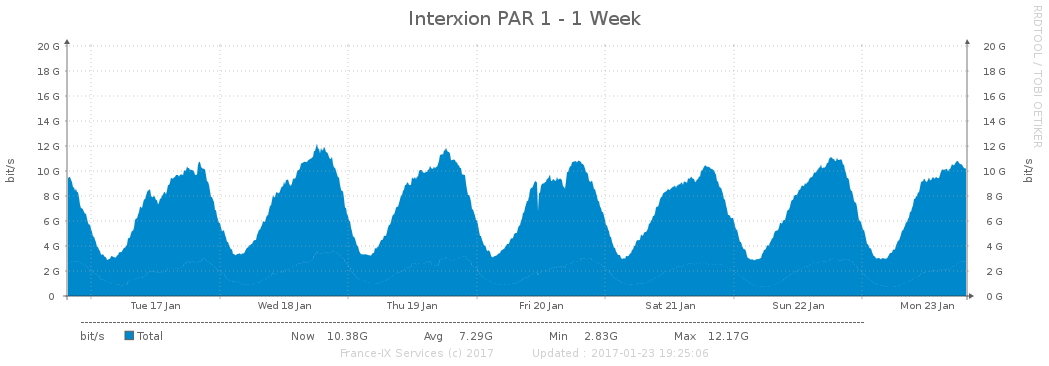 Interxion PAR 1 - 1 Week
RRDTOOL / TOBI OETIKER
20 G 20 G
18 G 18 G
16 G 16 G
14 G 14 G
12 G 12 G
10 G 10 G
8 G 8 G
6 G 6 G
4 G 4 G
2 G 2 G
0 0 G
bit/s
bit/s
Tue 17 Jan Wed 18 Jan Thu 19 Jan Fri 20 Jan Sat 21 Jan Sun 22 Jan Mon 23 Jan
bit/s Total Now 10.38G Avg 7.29G Min 2.83G Max 12.17G
France-IX Services (c) 2017 Updated : 2017-01-23 19:25:06